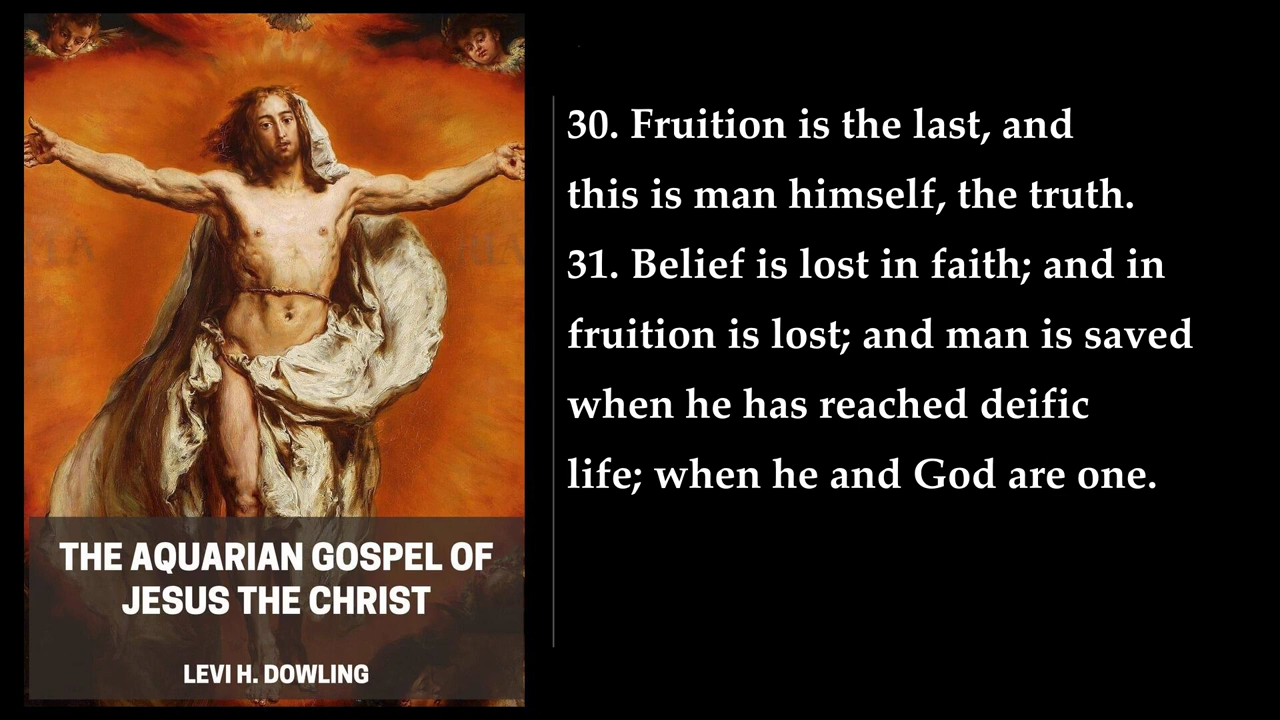 30. Fruition is the last, and
this is man himself, the truth.
31. Belief is lost in faith; and in
fruition is lost; and man is saved
when he has reached deific
life; when he and God are one.
THE AQUARIAN GOSPEL OF
JESUS THE CHRIST
LEVI H. DOWLING